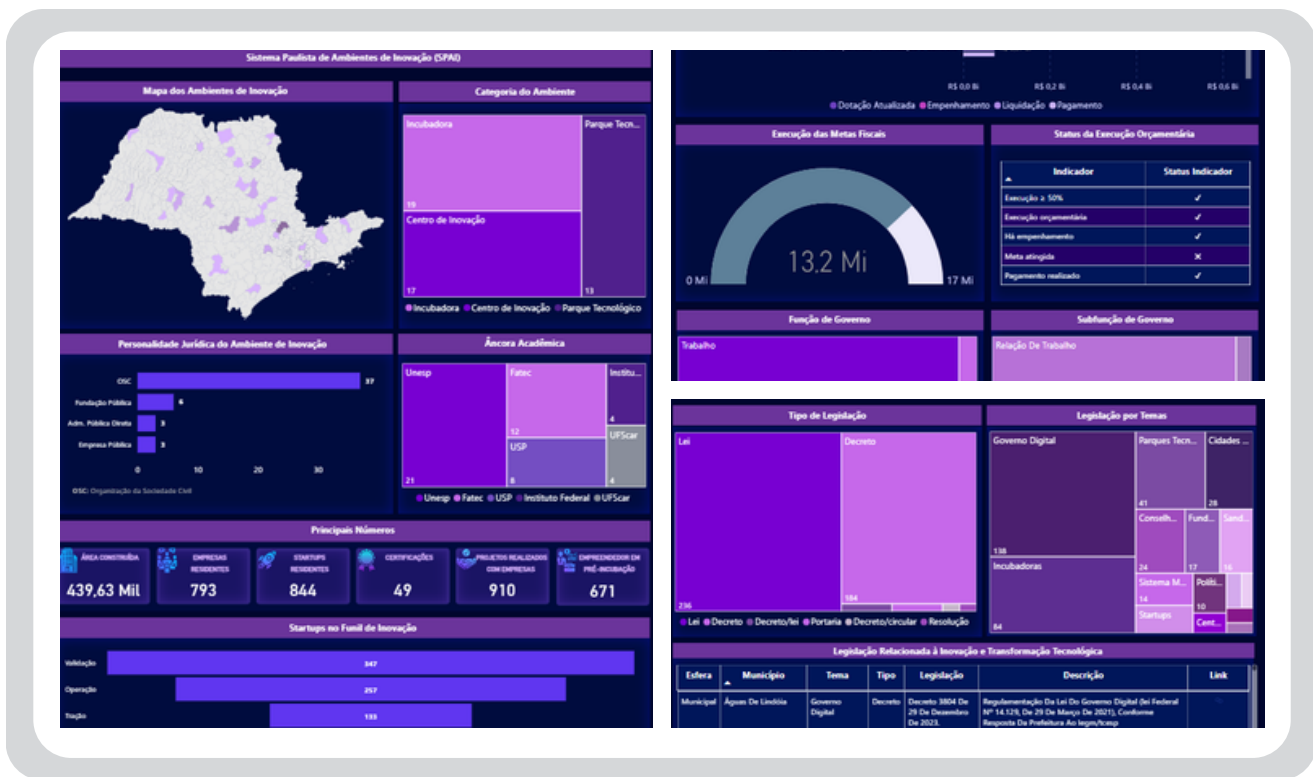 Sistema Paulista de Ambientes de Inovação (SPAI)
Mapa dos Ambientes de Inovação
Categoria do Ambiente
Incubadora
Parque Tecn...
19
Centro de Inovação
17
13
Incubadora Centro de Inovação Parque Tecnológico
Personalidade Jurídica do Ambiente de Inovação
OSC
37
Fundação Pública
6
Adm. Pública Direta
3
Empresa Pública
3
0 10 20 30
OSC: Organização da Sociedade Civil
Âncora Acadêmica
Unesp
Fatec
Institu...
4
12
USP
UFScar
21
8
4
Unesp Fatec USP Instituto Federal UFScar
Principais Números
ÁREA CONSTRUÍDA
439,63 Mil
EMPRESAS
RESIDENTES
793
STARTUPS
RESIDENTES
844
CERTIFICAÇÕES
49
PROJETOS REALIZADOS
COM EMPRESAS
910
EMPREENDEDOR EM
PRÉ-INCUBAÇÃO
671
Startups no Funil de Inovação
Validação
347
Operação
257
Tração
133
R$ 0,0 Bi R$ 0,2 Bi R$ 0,4 Bi R$ 0,6 Bi
Dotação Atualizada Empenhamento Liquidação Pagamento
Execução das Metas Fiscais
13,2 Mi
0 Mi
17 Mi
Status da Execução Orçamentária
Indicador Status Indicador
Execução ≥ 50% ✓
Execução orçamentária ✓
Há empenhamento ✓
Meta atingida ✕
Pagamento realizado ✓
Função de Governo
Trabalho
Subfunção de Governo
Relação De Trabalho
Tipo de Legislação
Lei
Decreto
236
184
Lei Decreto Decreto/lei Portaria Decreto/circular Resolução
Legislação por Temas
Governo Digital
Parques Tecn...
Cidades ...
41
28
Conselh...
Fund...
Sand...
138
24
17
16
Incubadoras
Sistema M...
Políti...
14
10
Startups
Cent...
84
Legislação Relacionada à Inovação e Transformação Tecnológica
Esfera Município Tema Tipo Legislação Descrição Link
Municipal Águas De Lindóia Governo Digital Decreto Decreto 3804 De 29 De Dezembro De 2023. Regulamentação Da Lei Do Governo Digital (lei Federal Nº 14.129, De 29 De Março De 2021), Conforme Resposta Da Prefeitura Ao Iegm/tcesp